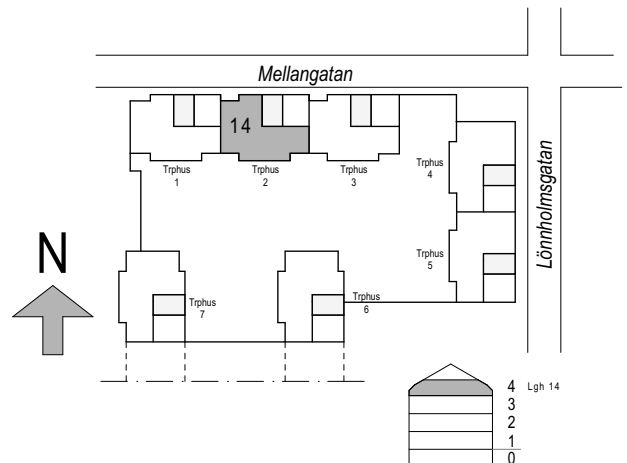 Mellangatan
14
Trphus
1
Trphus
2
Trphus
3
Trphus
4
Lönnholmsgatan
N
Trphus
5
Trphus
7
Trphus
6
4 Lgh 14
3
2
1
0